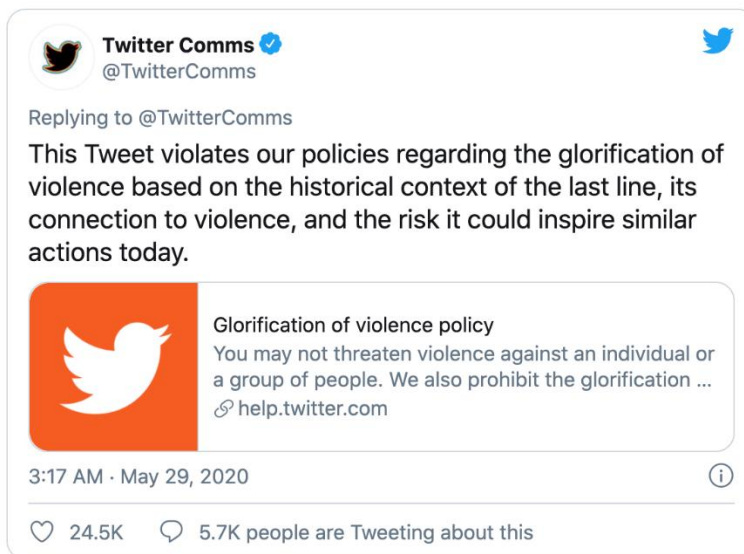 Twitter Comms
@TwitterComms
Replying to @TwitterComms
This Tweet violates our policies regarding the glorification of
violence based on the historical context of the last line, its
connection to violence, and the risk it could inspire similar
actions today.
Glorification of violence policy
You may not threaten violence against an individual or
a group of people. We also prohibit the glorification ...
help.twitter.com
3:17 AM · May 29, 2020
24.5K 5.7K people are Tweeting about this